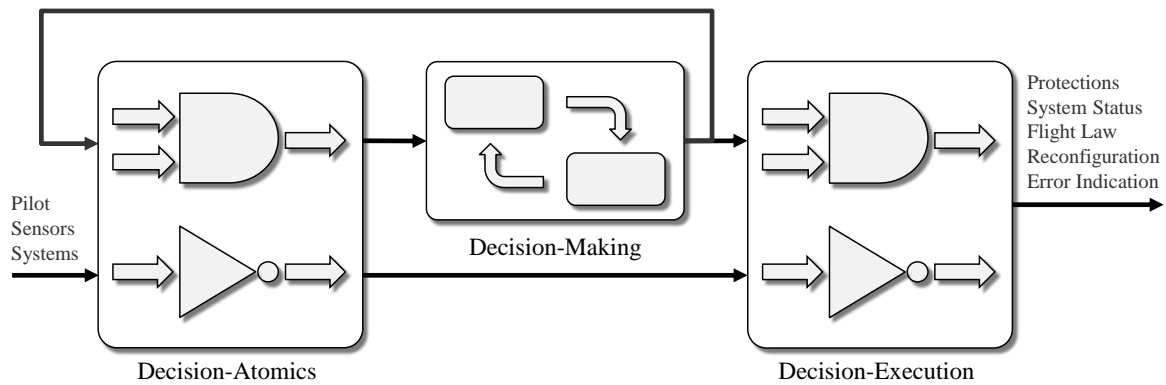 Pilot
Sensors
Systems
Decision-Atomics
Decision-Making
Decision-Execution
Protections
System Status
Flight Law
Reconfiguration
Error Indication